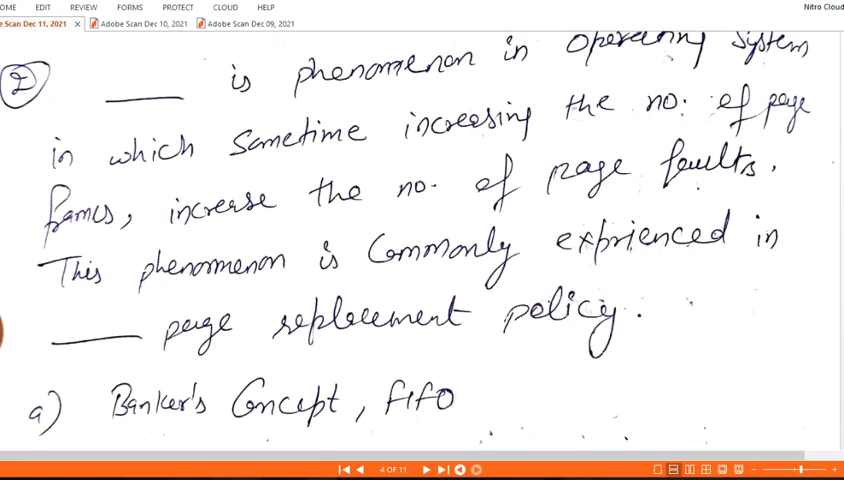 OME EDIT REVIEW FORMS PROTECT CLOUD HELP Nitro Cloud
e Scan Dec 11, 2021 × Adobe Scan Dec 10, 2021 Adobe Scan Dec 09, 2021
2 ____ is phenomenon in Operating System
in which sometime increasing the no. of page
frames, increase the no. of page faults.
This phenomenon is Commonly exprienced in
____ page replacement policy.
a) Banker's Concept, FIFO
4 OF 11